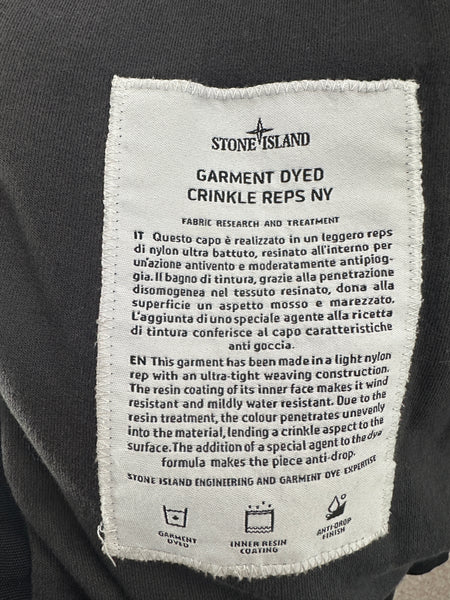 STONE ISLAND
GARMENT DYED
CRINKLE REPS NY
FABRIC RESEARCH AND TREATMENT
IT Questo capo è realizzato in un leggero reps
di nylon ultra battuto, resinato all'interno per
un'azione antivento e moderatamente antipiog-
gia. Il bagno di tintura, grazie alla penetrazione
disomogenea nel tessuto resinato, dona alla
superficie un aspetto mosso e marezzato.
L'aggiunta di uno speciale agente alla ricetta
di tintura conferisce al capo caratteristiche
anti goccia.
EN This garment has been made in a light nylon
rep with an ultra-tight weaving construction.
The resin coating of its inner face makes it wind
resistant and mildly water resistant. Due to the
resin treatment, the colour penetrates unevenly
into the material, lending a crinkle aspect to the
surface. The addition of a special agent to the dye
formula makes the piece anti-drop.
STONE ISLAND ENGINEERING AND GARMENT DYE EXPERTISE
GARMENT
DYED
INNER RESIN
COATING
ANTI-DROP
FINISH